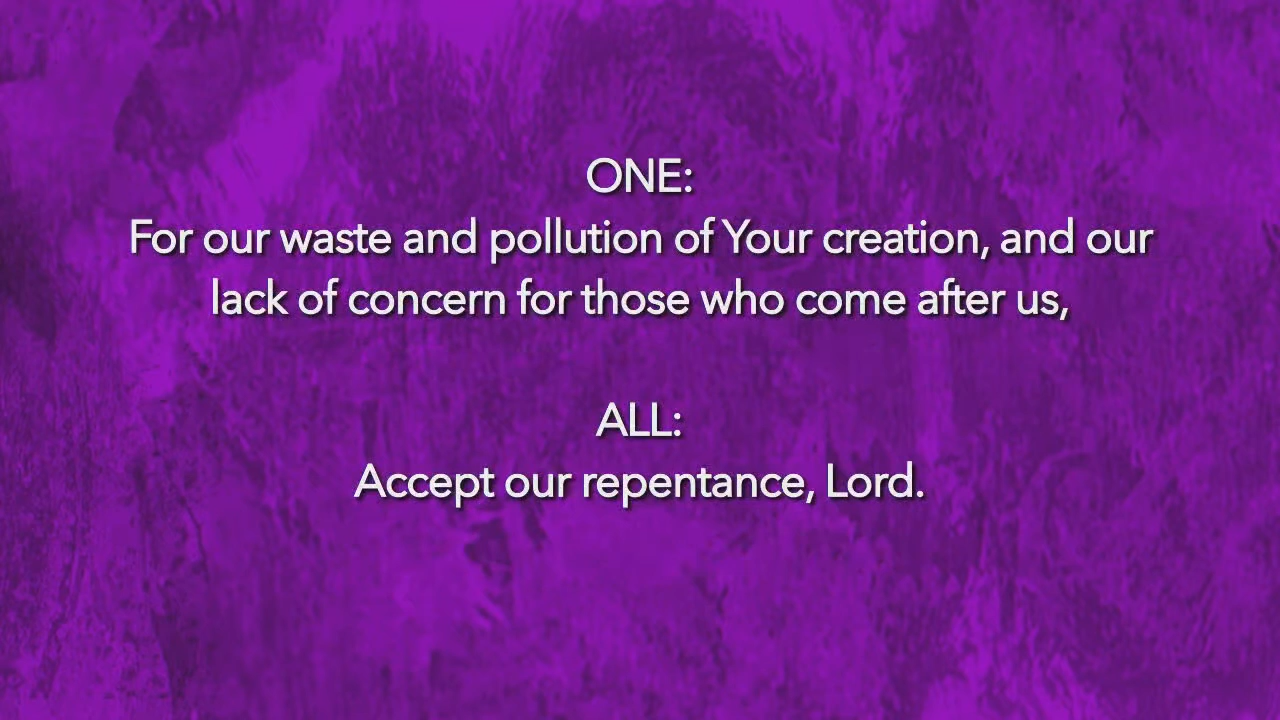 ONE:
For our waste and pollution of Your creation, and our
lack of concern for those who come after us,
ALL:
Accept our repentance, Lord.